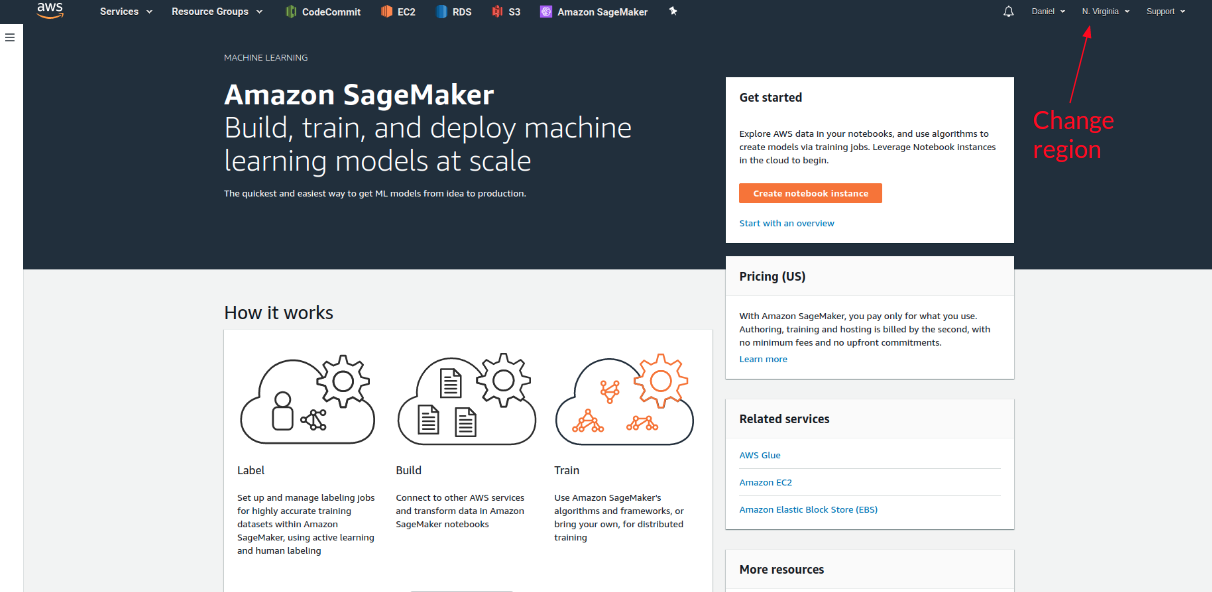 aws
Services
Resource Groups
CodeCommit
EC2
RDS
S3
Amazon SageMaker
Daniel
N. Virginia
Support
Change
region
MACHINE LEARNING
Amazon SageMaker
Build, train, and deploy machine
learning models at scale
The quickest and easiest way to get ML models from idea to production.
Get started
Explore AWS data in your notebooks, and use algorithms to
create models via training jobs. Leverage Notebook Instances
in the cloud to begin.
Create notebook instance
Start with an overview
Pricing (US)
With Amazon SageMaker, you pay only for what you use.
Authoring, training and hosting is billed by the second, with
no minimum fees and no upfront commitments.
Learn more
How it works
Label
Set up and manage labeling jobs
for highly accurate training
datasets within Amazon
SageMaker, using active learning
and human labeling
Build
Connect to other AWS services
and transform data in Amazon
SageMaker notebooks
Train
Use Amazon SageMaker's
algorithms and frameworks, or
bring your own, for distributed
training
Related services
AWS Glue
Amazon EC2
Amazon Elastic Block Store (EBS)
More resources